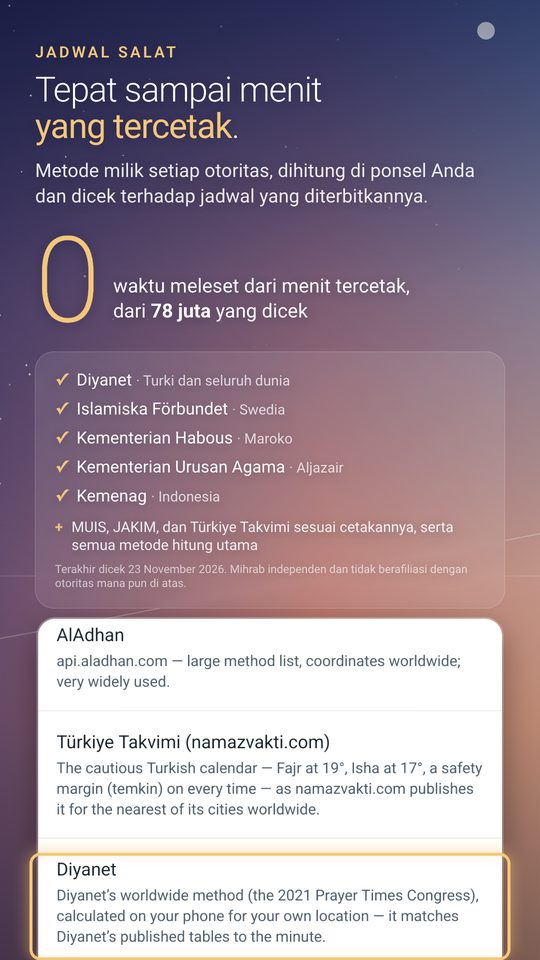 JADWAL SALAT
Tepat sampai menit
yang tercetak.
Metode milik setiap otoritas, dihitung di ponsel Anda
dan dicek terhadap jadwal yang diterbitkannya.
0
waktu meleset dari menit tercetak,
dari 78 juta yang dicek
✓ Diyanet · Turki dan seluruh dunia
✓ Islamiska Förbundet · Swedia
✓ Kementerian Habous · Maroko
✓ Kementerian Urusan Agama · Aljazair
✓ Kemenag · Indonesia
+ MUIS, JAKIM, dan Türkiye Takvimi sesuai cetakannya, serta
semua metode hitung utama
Terakhir dicek 23 November 2026. Mihrab independen dan tidak berafiliasi dengan
otoritas mana pun di atas.
AlAdhan
api.aladhan.com — large method list, coordinates worldwide;
very widely used.
Türkiye Takvimi (namazvakti.com)
The cautious Turkish calendar — Fajr at 19°, Isha at 17°, a safety
margin (temkin) on every time — as namazvakti.com publishes
it for the nearest of its cities worldwide.
Diyanet
Diyanet's worldwide method (the 2021 Prayer Times Congress),
calculated on your phone for your own location — it matches
Diyanet's published tables to the minute.